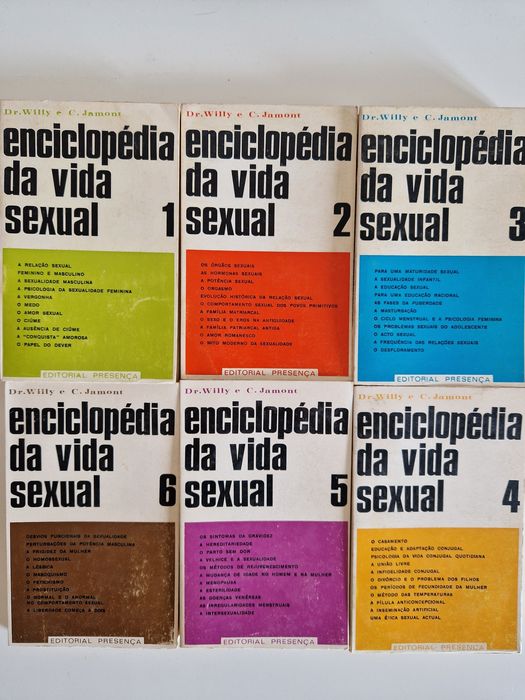 Dr. Willy e C. Jamont
enciclopédia
da vida
sexual 1
A RELAÇÃO SEXUAL
FEMININO E MASCULINO
A SEXUALIDADE MASCULINA
A PSICOLOGIA DA SEXUALIDADE FEMININA
A VERGONHA
O MEDO
O AMOR SEXUAL
O CIÚME
A AUSÊNCIA DE CIÚME
A "CONQUISTA" AMOROSA
O PAPEL DO DEVER
EDITORIAL PRESENÇA
Dr. Willy e C. Jamont
enciclopédia
da vida
sexual 2
OS ÓRGÃOS SEXUAIS
AS HORMONAS SEXUAIS
A POTÊNCIA SEXUAL
O ORGASMO
EVOLUÇÃO HISTÓRICA DA RELAÇÃO SEXUAL
O COMPORTAMENTO SEXUAL DOS POVOS PRIMITIVOS
A FAMÍLIA MATRIARCAL
O SEXO E O EROS NA ANTIGUIDADE
A FAMÍLIA PATRIARCAL ANTIGA
O AMOR ROMANESCO
O MITO MODERNO DA SEXUALIDADE
EDITORIAL PRESENÇA
Dr. Willy e C. Jamont
enciclopédia
da vida
sexual 3
PARA UMA MATURIDADE SEXUAL
A SEXUALIDADE INFANTIL
A EDUCAÇÃO SEXUAL
PARA UMA EDUCAÇÃO RACIONAL
AS FASES DA PUBERDADE
A MASTURBAÇÃO
O CICLO MENSTRUAL E A PSICOLOGIA FEMININA
OS PROBLEMAS SEXUAIS DO ADOLESCENTE
O ACTO SEXUAL
A FREQUÊNCIA DAS RELAÇÕES SEXUAIS
O DESFLORAMENTO
EDITORIAL PRESENÇA
Dr. Willy e C. Jamont
enciclopédia
da vida
sexual 6
DESVIOS FUNCIONAIS DA SEXUALIDADE
PERTURBAÇÕES DA POTÊNCIA MASCULINA
A FRIGIDEZ DA MULHER
O HOMOSSEXUAL
A LÉSBICA
O MASOQUISMO
O FETICHISMO
A PROSTITUIÇÃO
O NORMAL E O ANORMAL
NO COMPORTAMENTO SEXUAL
A LIBERDADE COMEÇA A DOIS
EDITORIAL PRESENÇA
Dr. Willy e C. Jamont
enciclopédia
da vida
sexual 5
OS SINTOMAS DA GRAVIDEZ
A HEREDITARIEDADE
O PARTO SEM DOR
A VELHICE E A SEXUALIDADE
OS MÉTODOS DE REJUVENESCIMENTO
A MUDANÇA DE IDADE NO HOMEM E NA MULHER
A MENOPAUSA
A ESTERILIDADE
AS DOENÇAS VENÉREAS
AS IRREGULARIDADES MENSTRUAIS
A INTERSEXUALIDADE
EDITORIAL PRESENÇA
Dr. Willy e C. Jamont
enciclopédia
da vida
sexual 4
O CASAMENTO
EDUCAÇÃO E ADAPTAÇÃO CONJUGAL
PSICOLOGIA DA VIDA CONJUGAL QUOTIDIANA
A UNIÃO LIVRE
A INFIDELIDADE CONJUGAL
O DIVÓRCIO E O PROBLEMA DOS FILHOS
OS PERÍODOS DE FECUNDIDADE DA MULHER
O MÉTODO DAS TEMPERATURAS
A PÍLULA ANTICONCEPCIONAL
A INSEMINAÇÃO ARTIFICIAL
UMA ÉTICA SEXUAL ACTUAL
EDITORIAL PRESENÇA